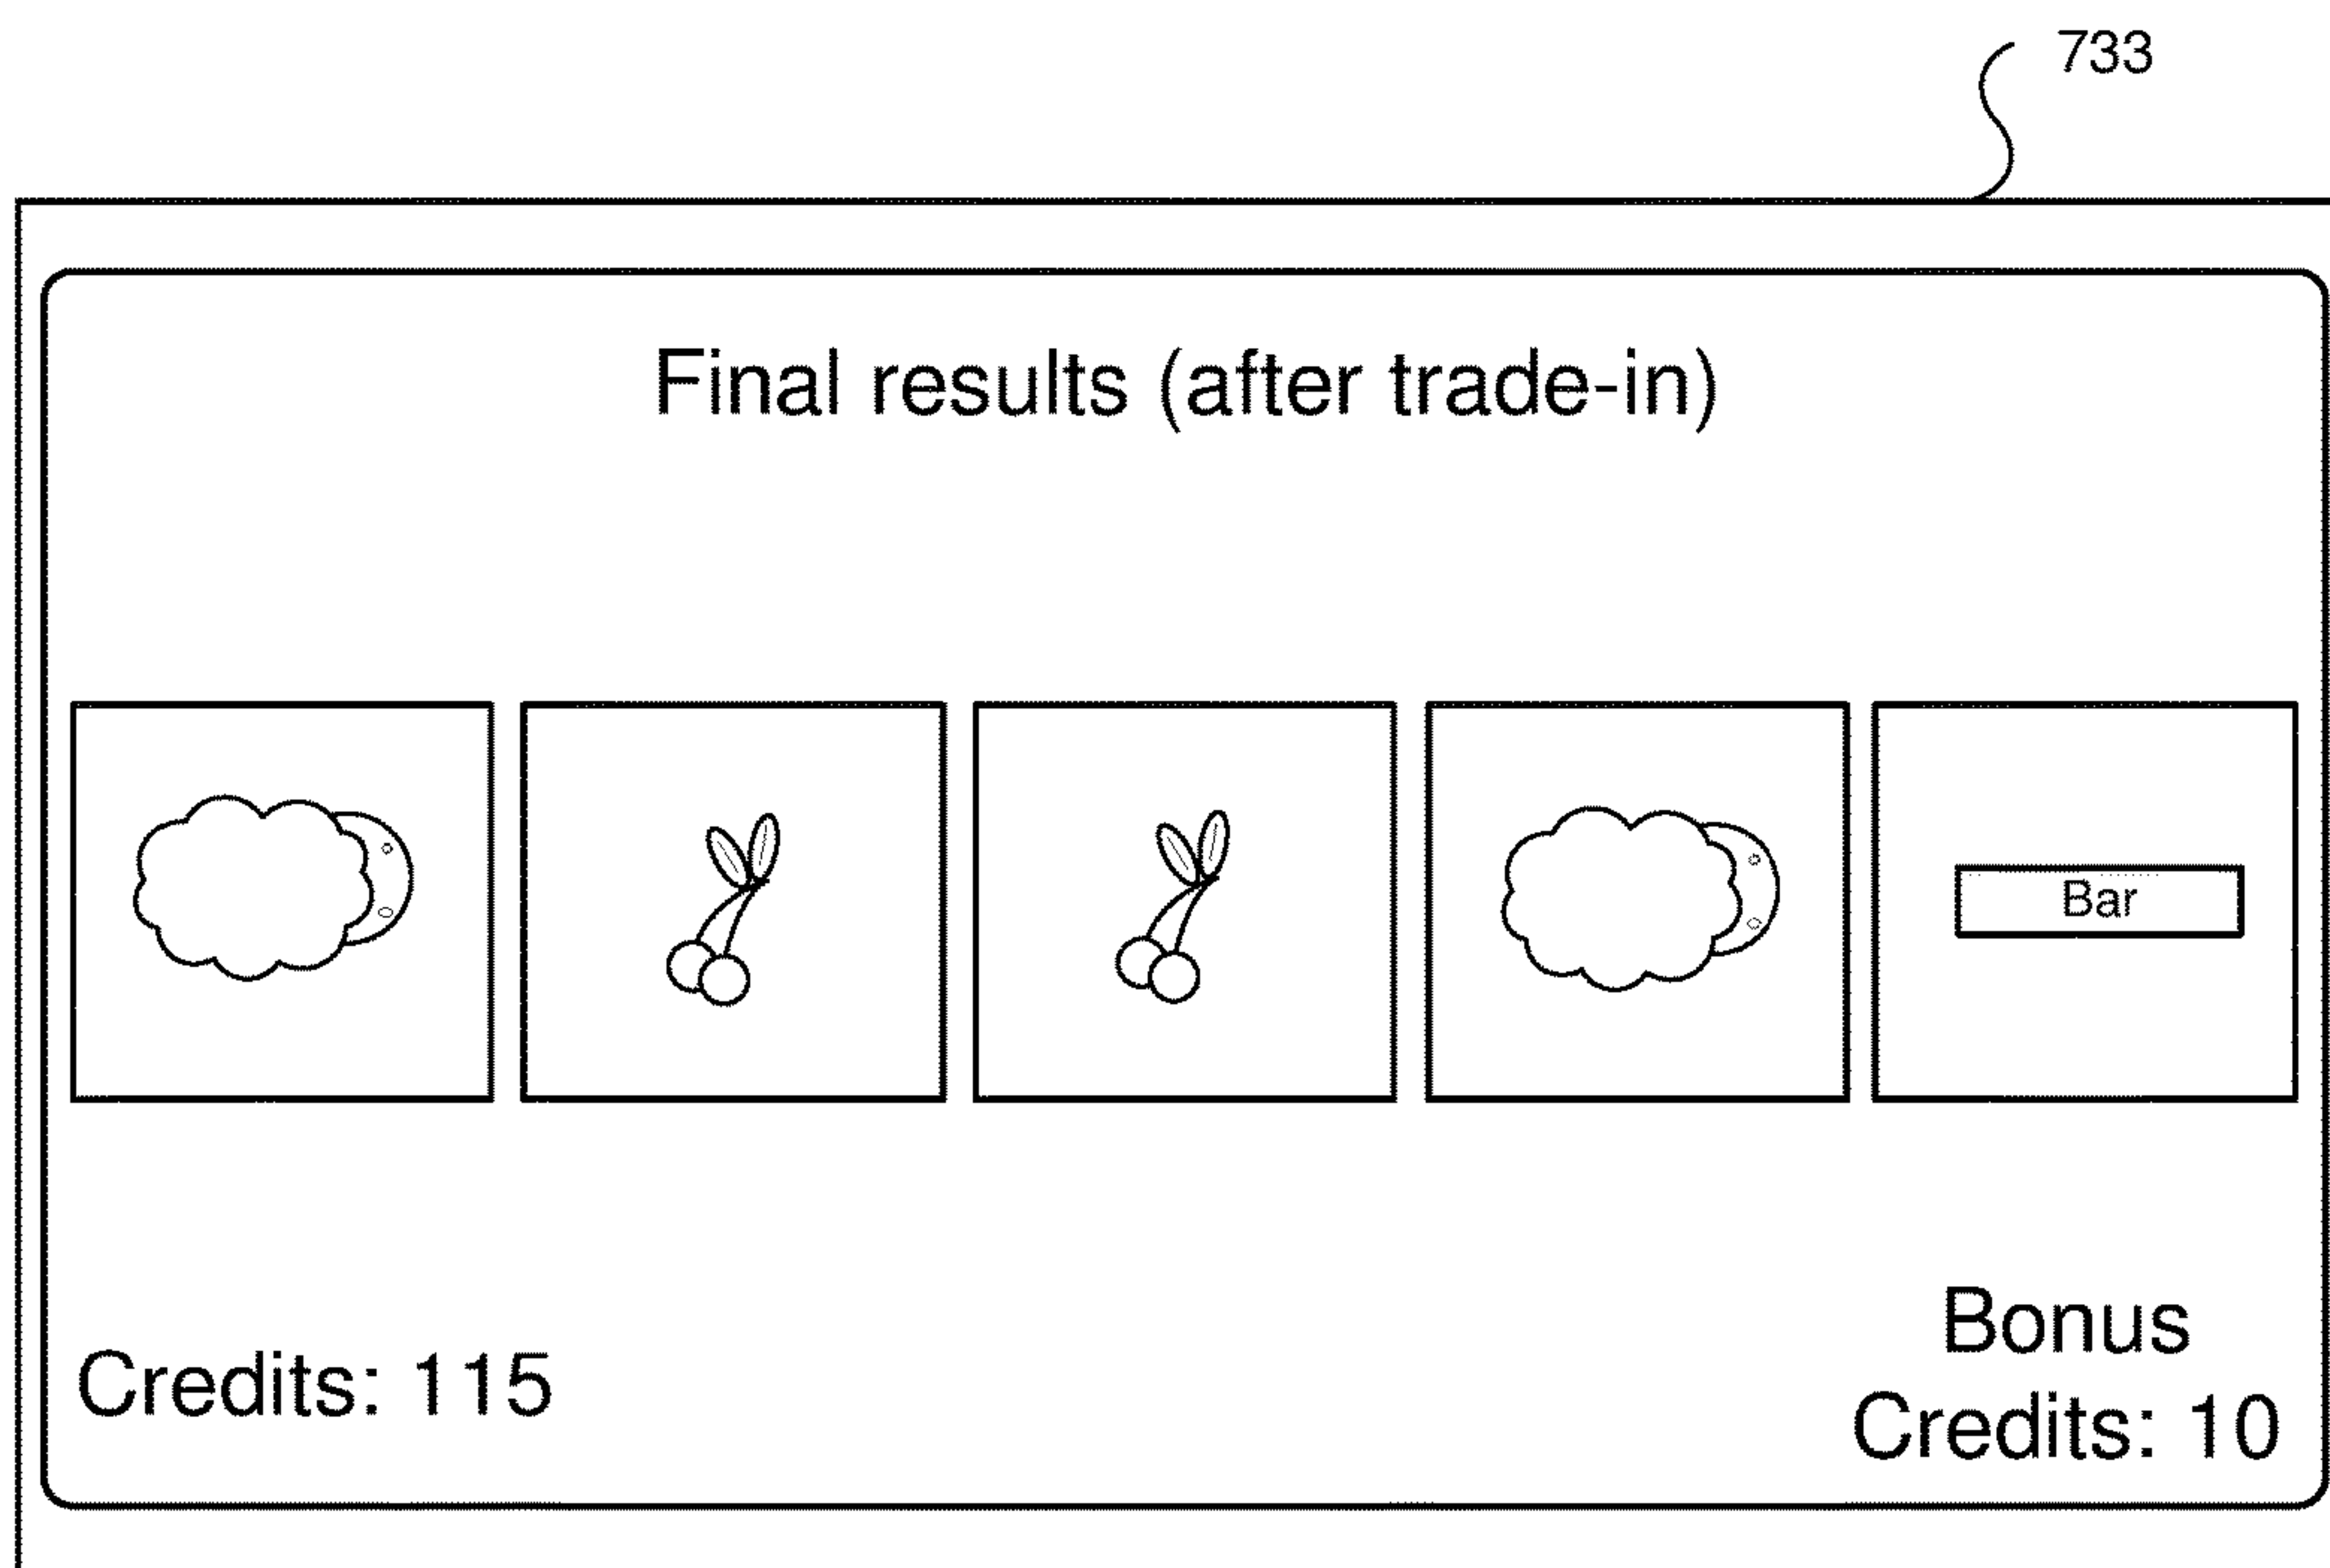 733
Final results (after trade-in)
Bar
Credits: 115
Bonus
Credits: 10